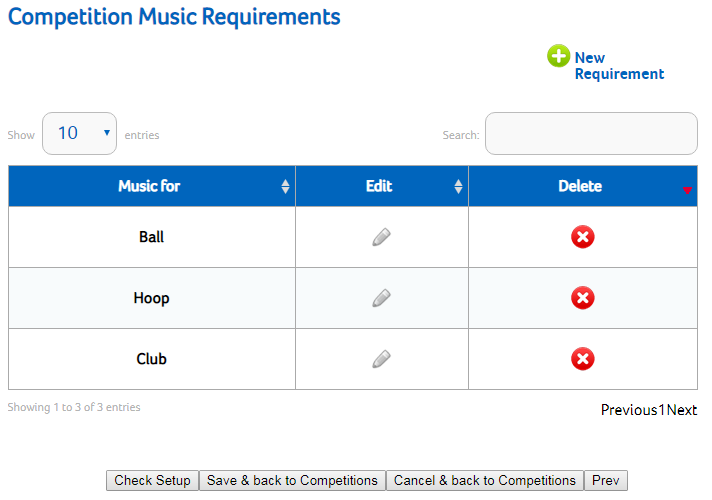 Competition Music Requirements
New
Requirement
Show 10 entries Search:
Music for Edit Delete
Ball
Hoop
Club
Showing 1 to 3 of 3 entries Previous1Next
Check Setup Save & back to Competitions Cancel & back to Competitions Prev